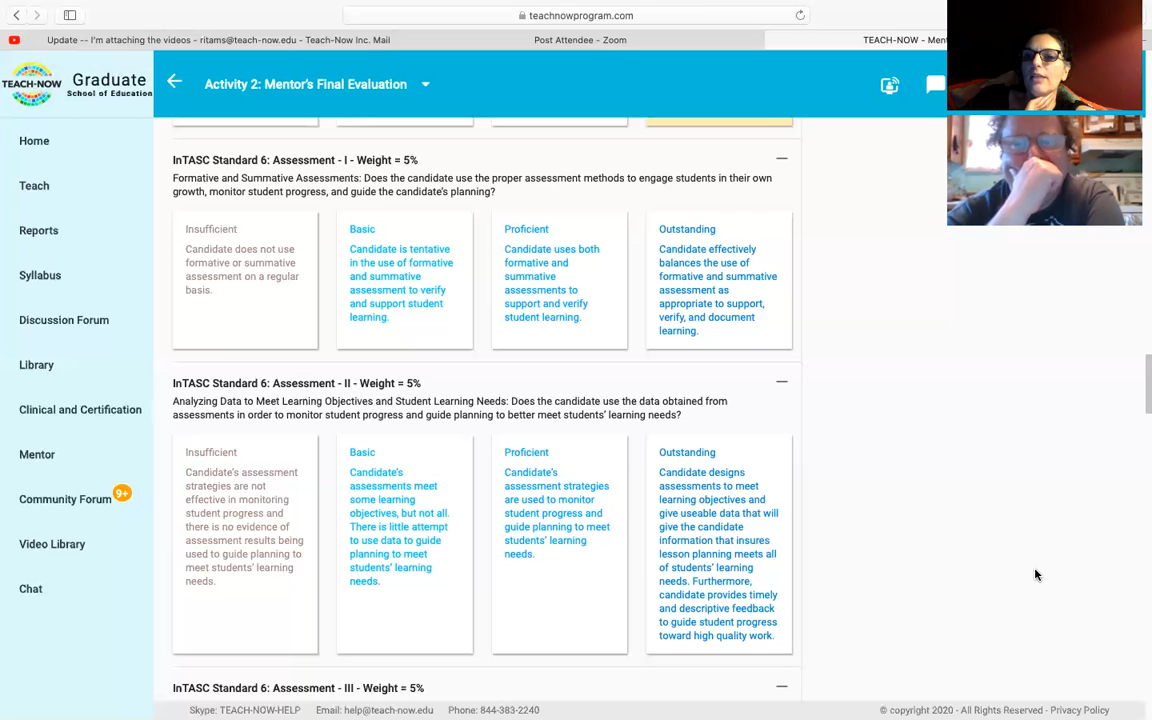 teachnowprogram.com
Update -- I'm attaching the videos - ritams@teach-now.edu - Teach-Now Inc. Mail
Post Attendee - Zoom
TEACH-NOW - Ment
TEACH-NOW
Graduate
School of Education
Activity 2: Mentor's Final Evaluation
Home
Teach
Reports
Syllabus
Discussion Forum
Library
Clinical and Certification
Mentor
Community Forum
9+
Video Library
Chat
InTASC Standard 6: Assessment - I - Weight = 5%
Formative and Summative Assessments: Does the candidate use the proper assessment methods to engage students in their own
growth, monitor student progress, and guide the candidate's planning?
Insufficient
Candidate does not use
formative or summative
assessment on a regular
basis.
Basic
Candidate is tentative
in the use of formative
and summative
assessment to verify
and support student
learning.
Proficient
Candidate uses both
formative and
summative
assessments to
support and verify
student learning.
Outstanding
Candidate effectively
balances the use of
formative and summative
assessment as
appropriate to support,
verify, and document
learning.
InTASC Standard 6: Assessment - II - Weight = 5%
Analyzing Data to Meet Learning Objectives and Student Learning Needs: Does the candidate use the data obtained from
assessments in order to monitor student progress and guide planning to better meet students' learning needs?
Insufficient
Candidate's assessment
strategies are not
effective in monitoring
student progress and
there is no evidence of
assessment results being
used to guide planning to
meet students' learning
needs.
Basic
Candidate's
assessments meet
some learning
objectives, but not all.
There is little attempt
to use data to guide
planning to meet
students' learning
needs.
Proficient
Candidate's
assessment strategies
are used to monitor
student progress and
guide planning to meet
students' learning
needs.
Outstanding
Candidate designs
assessments to meet
learning objectives and
give useable data that will
give the candidate
information that insures
lesson planning meets all
of students' learning
needs. Furthermore,
candidate provides timely
and descriptive feedback
to guide student progress
toward high quality work.
InTASC Standard 6: Assessment - III - Weight = 5%
Skype: TEACH-NOW-HELP
Email: help@teach-now.edu
Phone: 844-383-2240
© copyright 2020 - All Rights Reserved - Privacy Policy